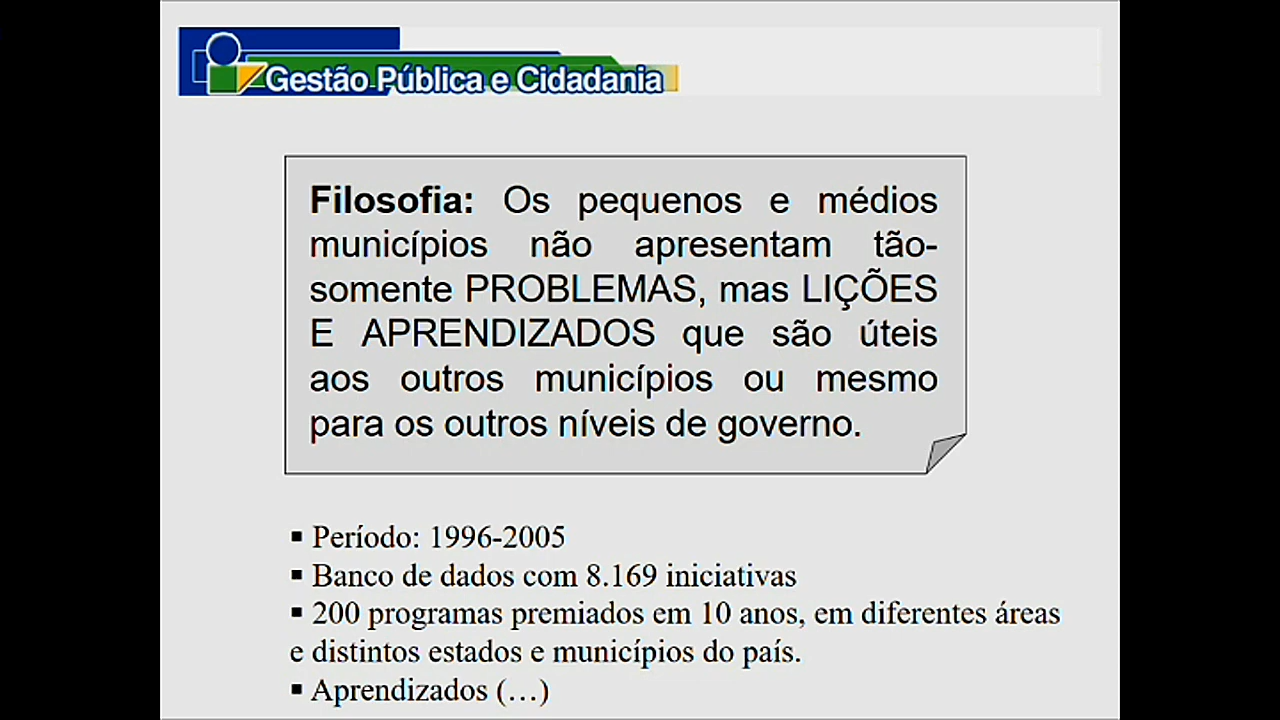 Gestão Pública e Cidadania
Filosofia: Os pequenos e médios
municípios não apresentam tão-
somente PROBLEMAS, mas LIÇÕES
E APRENDIZADOS que são úteis
aos outros municípios ou mesmo
para os outros níveis de governo.
▪ Período: 1996-2005
▪ Banco de dados com 8.169 iniciativas
▪ 200 programas premiados em 10 anos, em diferentes áreas
e distintos estados e municípios do país.
▪ Aprendizados (…)